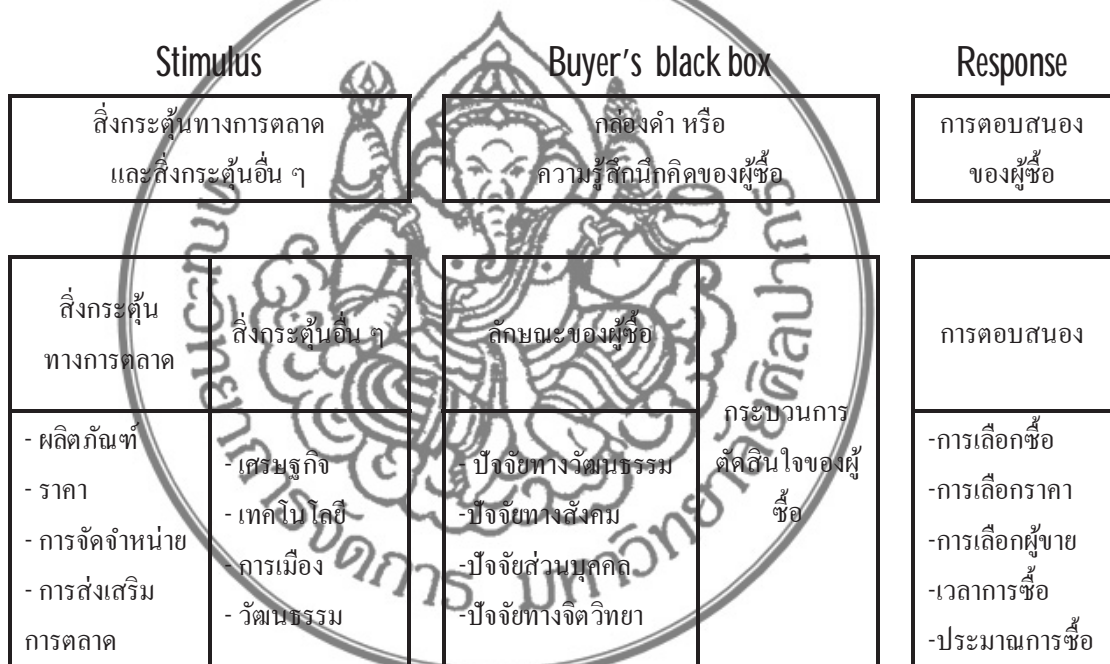 Stimulus
Buyer's black box
Response
สิ่งกระตุ้นทางการตลาด
และสิ่งกระตุ้นอื่น ๆ
กล่องดำ หรือ
ความรู้สึกนึกคิดของผู้ซื้อ
การตอบสนอง
ของผู้ซื้อ
สิ่งกระตุ้น
ทางการตลาด
สิ่งกระตุ้นอื่น ๆ
ลักษณะของผู้ซื้อ
กระบวนการ
ตัดสินใจของผู้
ซื้อ
การตอบสนอง
- ผลิตภัณฑ์
- ราคา
- การจัดจำหน่าย
- การส่งเสริม
การตลาด
- เศรษฐกิจ
- เทคโนโลยี
- การเมือง
- วัฒนธรรม
- ปัจจัยทางวัฒนธรรม
-ปัจจัยทางสังคม
-ปัจจัยส่วนบุคคล
-ปัจจัยทางจิตวิทยา
-การเลือกซื้อ
-การเลือกราคา
-การเลือกผู้ขาย
-เวลาการซื้อ
-ประมาณการซื้อ
มหาวิทยาลัยศิลปากร